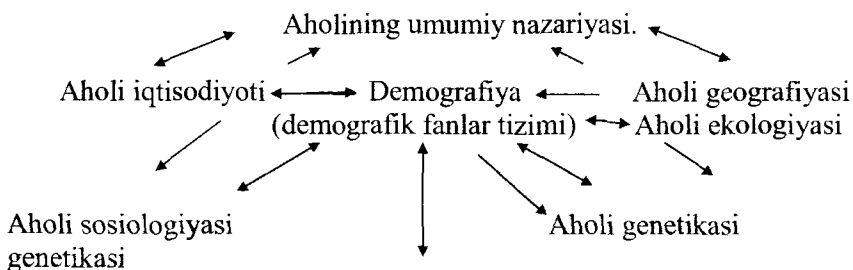 Aholining umumiy nazariyasi.
Aholi iqtisodiyoti Demografiya Aholi geografiyasi
(demografik fanlar tizimi) Aholi ekologiyasi
Aholi sosiologiyasi Aholi genetikasi
genetikasi